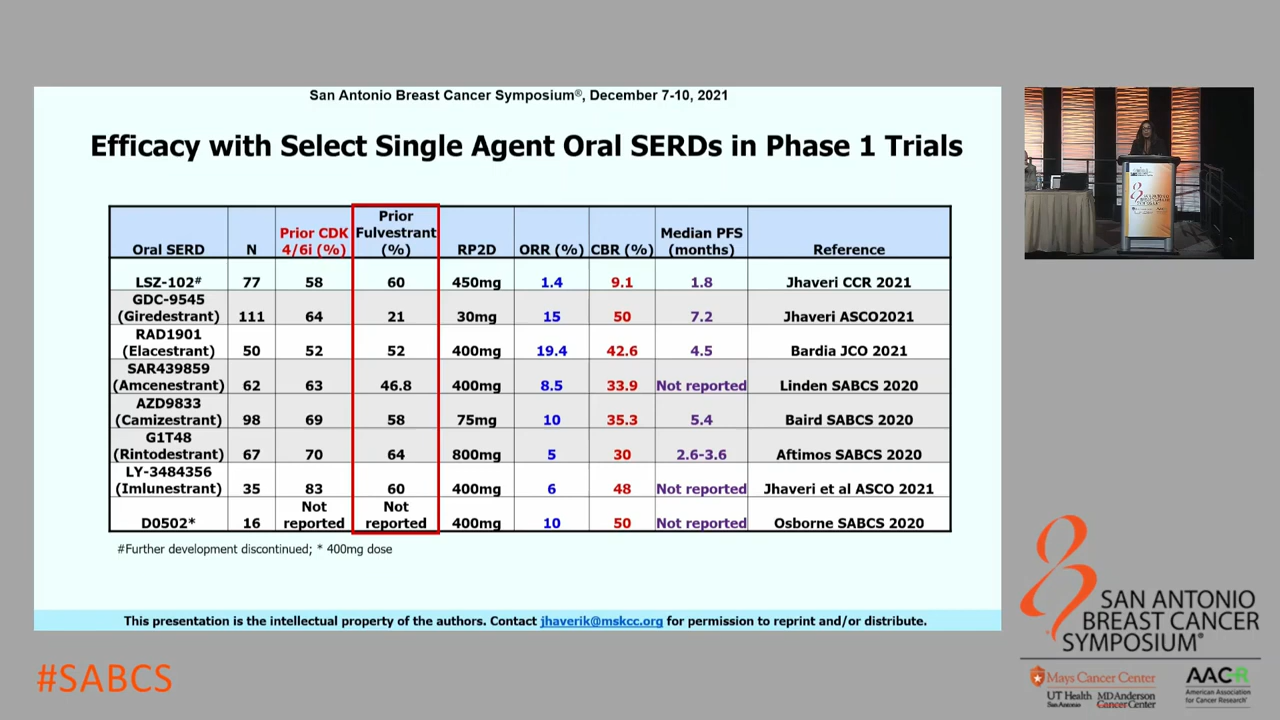 San Antonio Breast Cancer Symposium®, December 7-10, 2021
Efficacy with Select Single Agent Oral SERDs in Phase 1 Trials
Oral SERD N Prior CDK 4/6i (%) Prior Fulvestrant (%) RP2D ORR (%) CBR (%) Median PFS (months) Reference
LSZ-102# 77 58 60 450mg 1.4 9.1 1.8 Jhaveri CCR 2021
GDC-9545 (Giredestrant) 111 64 21 30mg 15 50 7.2 Jhaveri ASCO2021
RAD1901 (Elacestrant) 50 52 52 400mg 19.4 42.6 4.5 Bardia JCO 2021
SAR439859 (Amcenestrant) 62 63 46.8 400mg 8.5 33.9 Not reported Linden SABCS 2020
AZD9833 (Camizestrant) 98 69 58 75mg 10 35.3 5.4 Baird SABCS 2020
G1T48 (Rintodestrant) 67 70 64 800mg 5 30 2.6-3.6 Aftimos SABCS 2020
LY-3484356 (Imlunestrant) 35 83 60 400mg 6 48 Not reported Jhaveri et al ASCO 2021
D0502* 16 Not reported Not reported 400mg 10 50 Not reported Osborne SABCS 2020
#Further development discontinued; * 400mg dose
This presentation is the intellectual property of the authors. Contact jhaverik@mskcc.org for permission to reprint and/or distribute.
#SABCS
SAN ANTONIO
BREAST CANCER
SYMPOSIUM®
Mays Cancer Center
UT Health
San Antonio
MD Anderson
Cancer Center
AACR
American Association
for Cancer Research